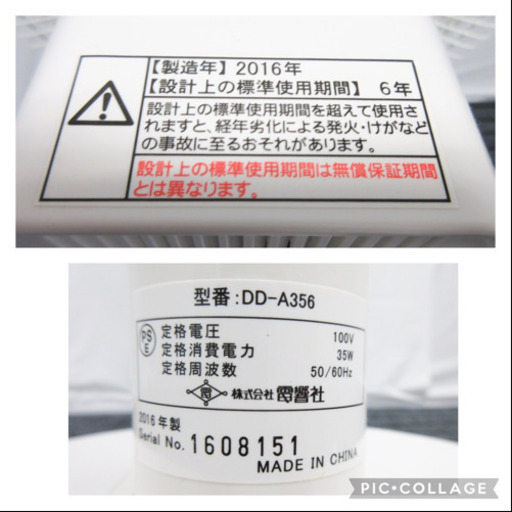 【製造年】2016年
【設計上の標準使用期間】 6年
設計上の標準使用期間を超えて使用さ
れますと、経年劣化による発火・けがなど
の事故に至るおそれがあります。
設計上の標準使用期間は無償保証期間
とは異なります。
型番:DD-A356
PSE
定格電圧 100V
定格消費電力 35W
定格周波数 50/60Hz
株式会社 電響社
2016年製
Serial No. 1608151
MADE IN CHINA
PIC•COLLAGE